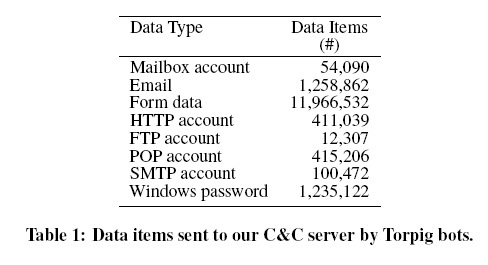 Data Type Data Items
(#)
Mailbox account 54,090
Email 1,258,862
Form data 11,966,532
HTTP account 411,039
FTP account 12,307
POP account 415,206
SMTP account 100,472
Windows password 1,235,122
Table 1: Data items sent to our C&C server by Torpig bots.